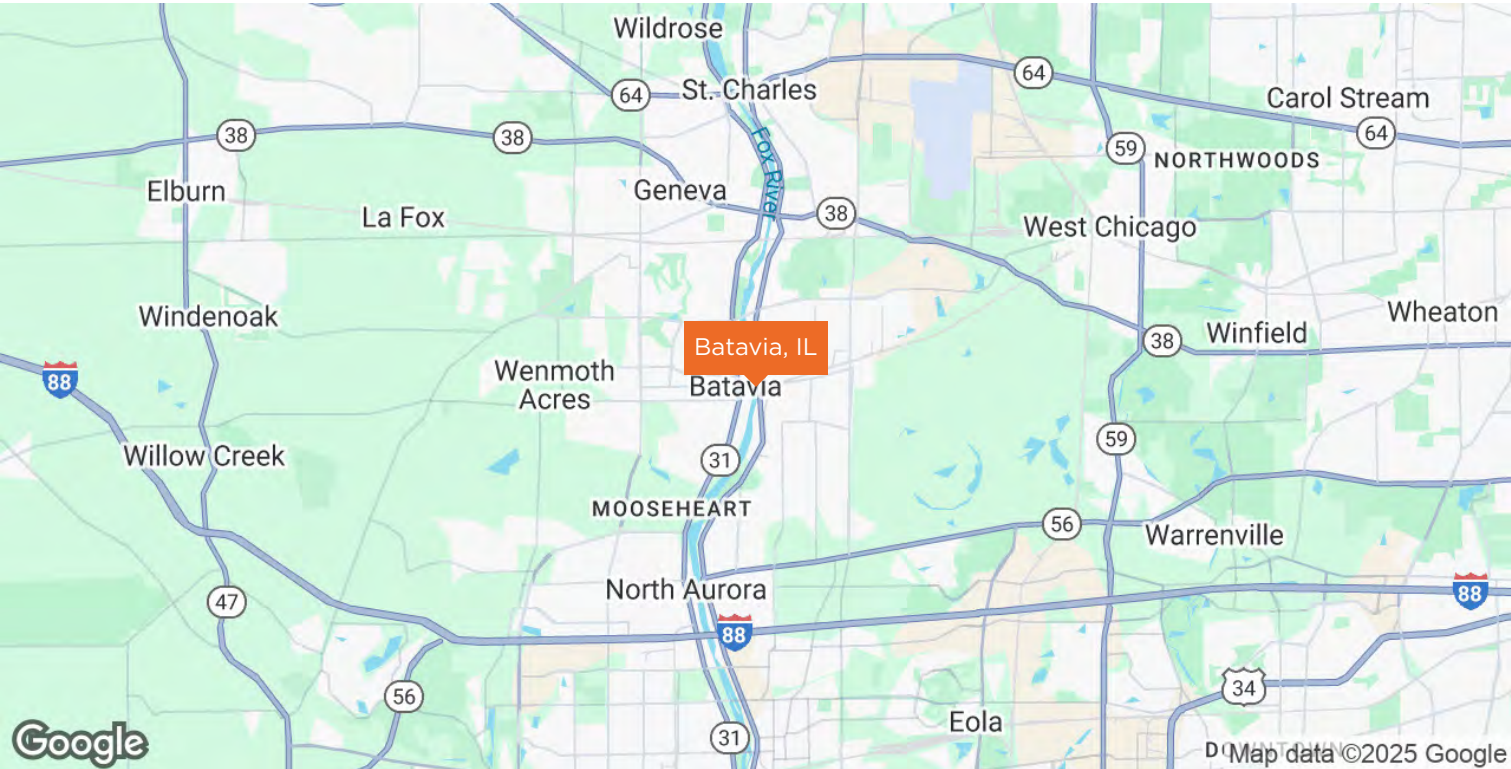 Wildrose
64
St. Charles
64
Carol Stream
64
38
38
59
NORTHWOODS
Fox River
Elburn
Geneva
La Fox
38
West Chicago
Windenoak
Wheaton
38
Winfield
Batavia, IL
88
Wenmoth
Acres
Batavia
59
Willow Creek
31
MOOSEHEART
56
Warrenville
North Aurora
88
47
88
56
34
Eola
31
Google
DOWNTOWN
Map data ©2025 Google